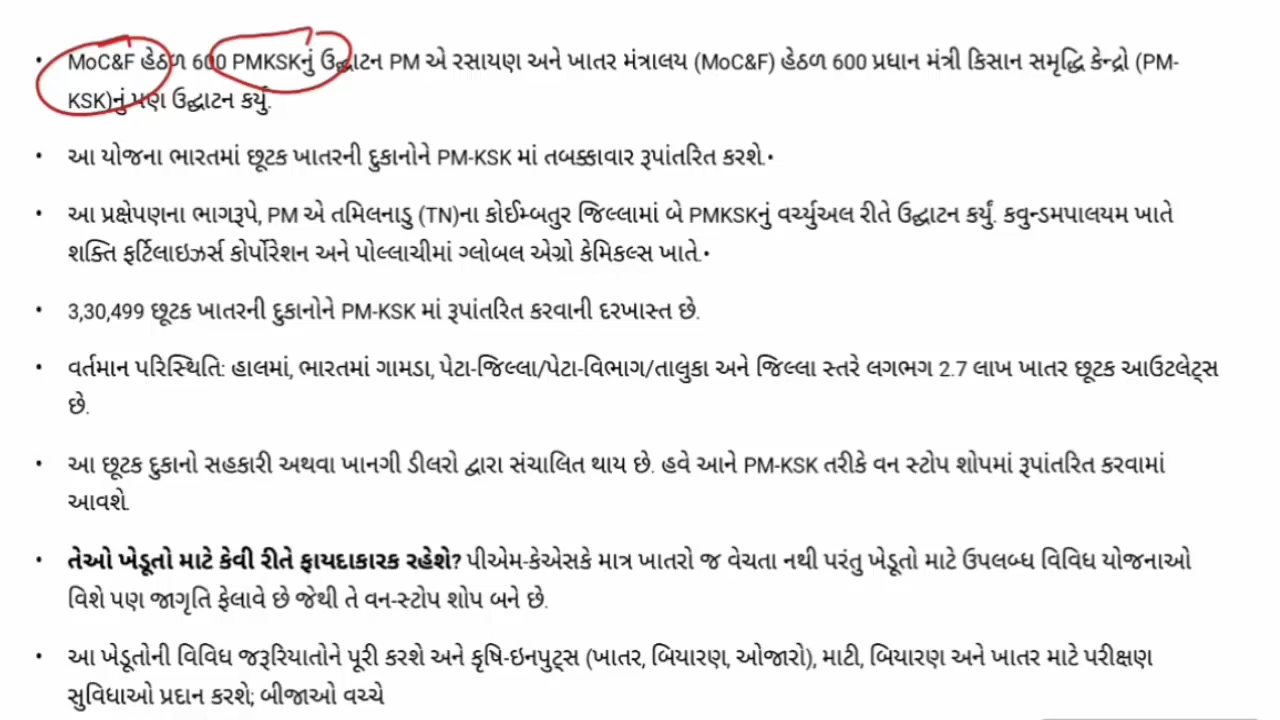 • MoC&F હેઠળ 600 PMKSKનું ઉદ્ઘાટન PM એ રસાયણ અને ખાતર મંત્રાલય (MoC&F) હેઠળ 600 પ્રધાન મંત્રી કિસાન સમૃદ્ધિ કેન્દ્રો (PM-
KSK)નું પણ ઉદ્ઘાટન કર્યું.
• આ યોજના ભારતમાં છૂટક ખાતરની દુકાનોને PM-KSK માં તબક્કાવાર રૂપાંતરિત કરશે.•
• આ પ્રક્ષેપણના ભાગરૂપે, PM એ તમિલનાડુ (TN)ના કોઈમ્બતુર જિલ્લામાં બે PMKSKનું વર્ચ્યુઅલ રીતે ઉદ્ઘાટન કર્યું. કવુન્ડમપાલયમ ખાતે
શક્તિ ફર્ટિલાઇઝર્સ કોર્પોરેશન અને પોલ્લાચીમાં ગ્લોબલ એગ્રો કેમિકલ્સ ખાતે.•
• 3,30,499 છૂટક ખાતરની દુકાનોને PM-KSK માં રૂપાંતરિત કરવાની દરખાસ્ત છે.
• વર્તમાન પરિસ્થિતિ: હાલમાં, ભારતમાં ગામડા, પેટા-જિલ્લા/પેટા-વિભાગ/તાલુકા અને જિલ્લા સ્તરે લગભગ 2.7 લાખ ખાતર છૂટક આઉટલેટ્સ
છે.
• આ છૂટક દુકાનો સહકારી અથવા ખાનગી ડીલરો દ્વારા સંચાલિત થાય છે. હવે આને PM-KSK તરીકે વન સ્ટોપ શોપમાં રૂપાંતરિત કરવામાં
આવશે.
• તેઓ ખેડૂતો માટે કેવી રીતે ફાયદાકારક રહેશે? પીએમ-કેએસકે માત્ર ખાતરો જ વેચતા નથી પરંતુ ખેડૂતો માટે ઉપલબ્ધ વિવિધ યોજનાઓ
વિશે પણ જાગૃતિ ફેલાવે છે જેથી તે વન-સ્ટોપ શોપ બને છે.
• આ ખેડૂતોની વિવિધ જરૂરિયાતોને પૂરી કરશે અને કૃષિ-ઇનપુટ્સ (ખાતર, બિયારણ, ઓજારો), માટી, બિયારણ અને ખાતર માટે પરીક્ષણ
સુવિધાઓ પ્રદાન કરશે; બીજાઓ વચ્ચે